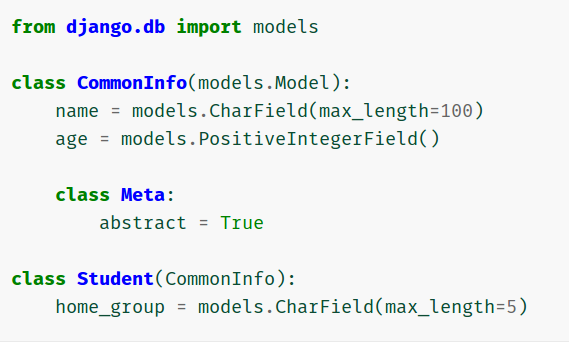 from django.db import models
class CommonInfo(models.Model):
    name = models.CharField(max_length=100)
    age = models.PositiveIntegerField()
    class Meta:
        abstract = True
class Student(CommonInfo):
    home_group = models.CharField(max_length=5)